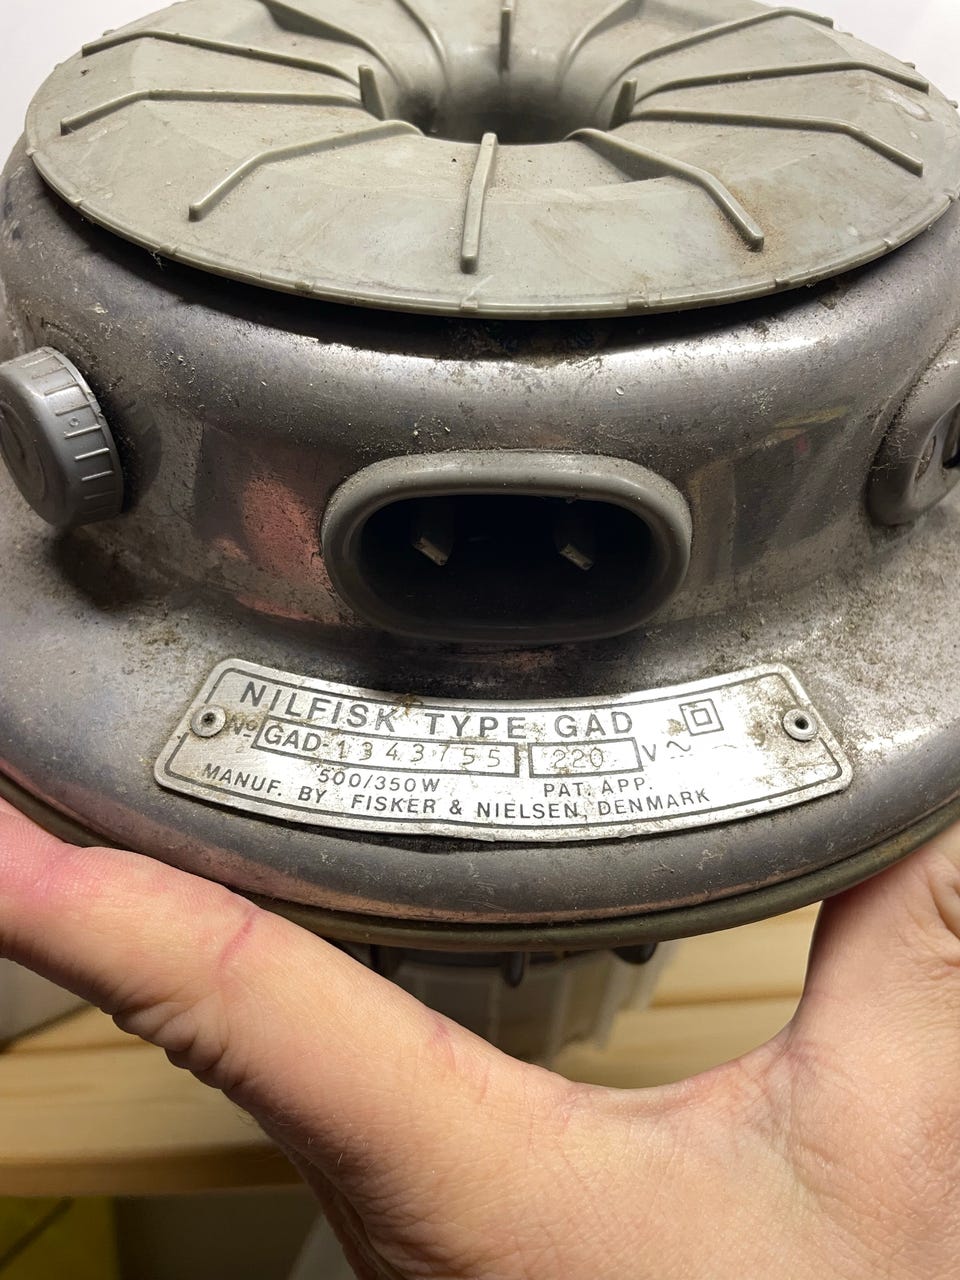 NILFISK TYPE GAD
No GAD-1343755 220 V ~
500/350W PAT. APP.
MANUF. BY FISKER & NIELSEN, DENMARK